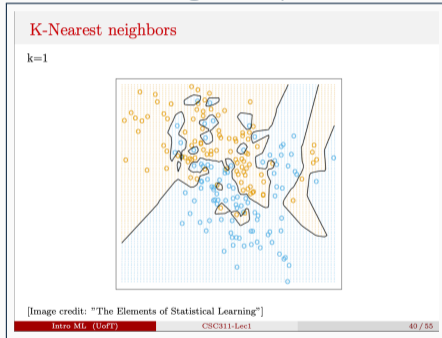 K-Nearest neighbors
k=1
[Image credit: "The Elements of Statistical Learning"]
Intro ML (UofT) CSC311-Lec1 40 / 55